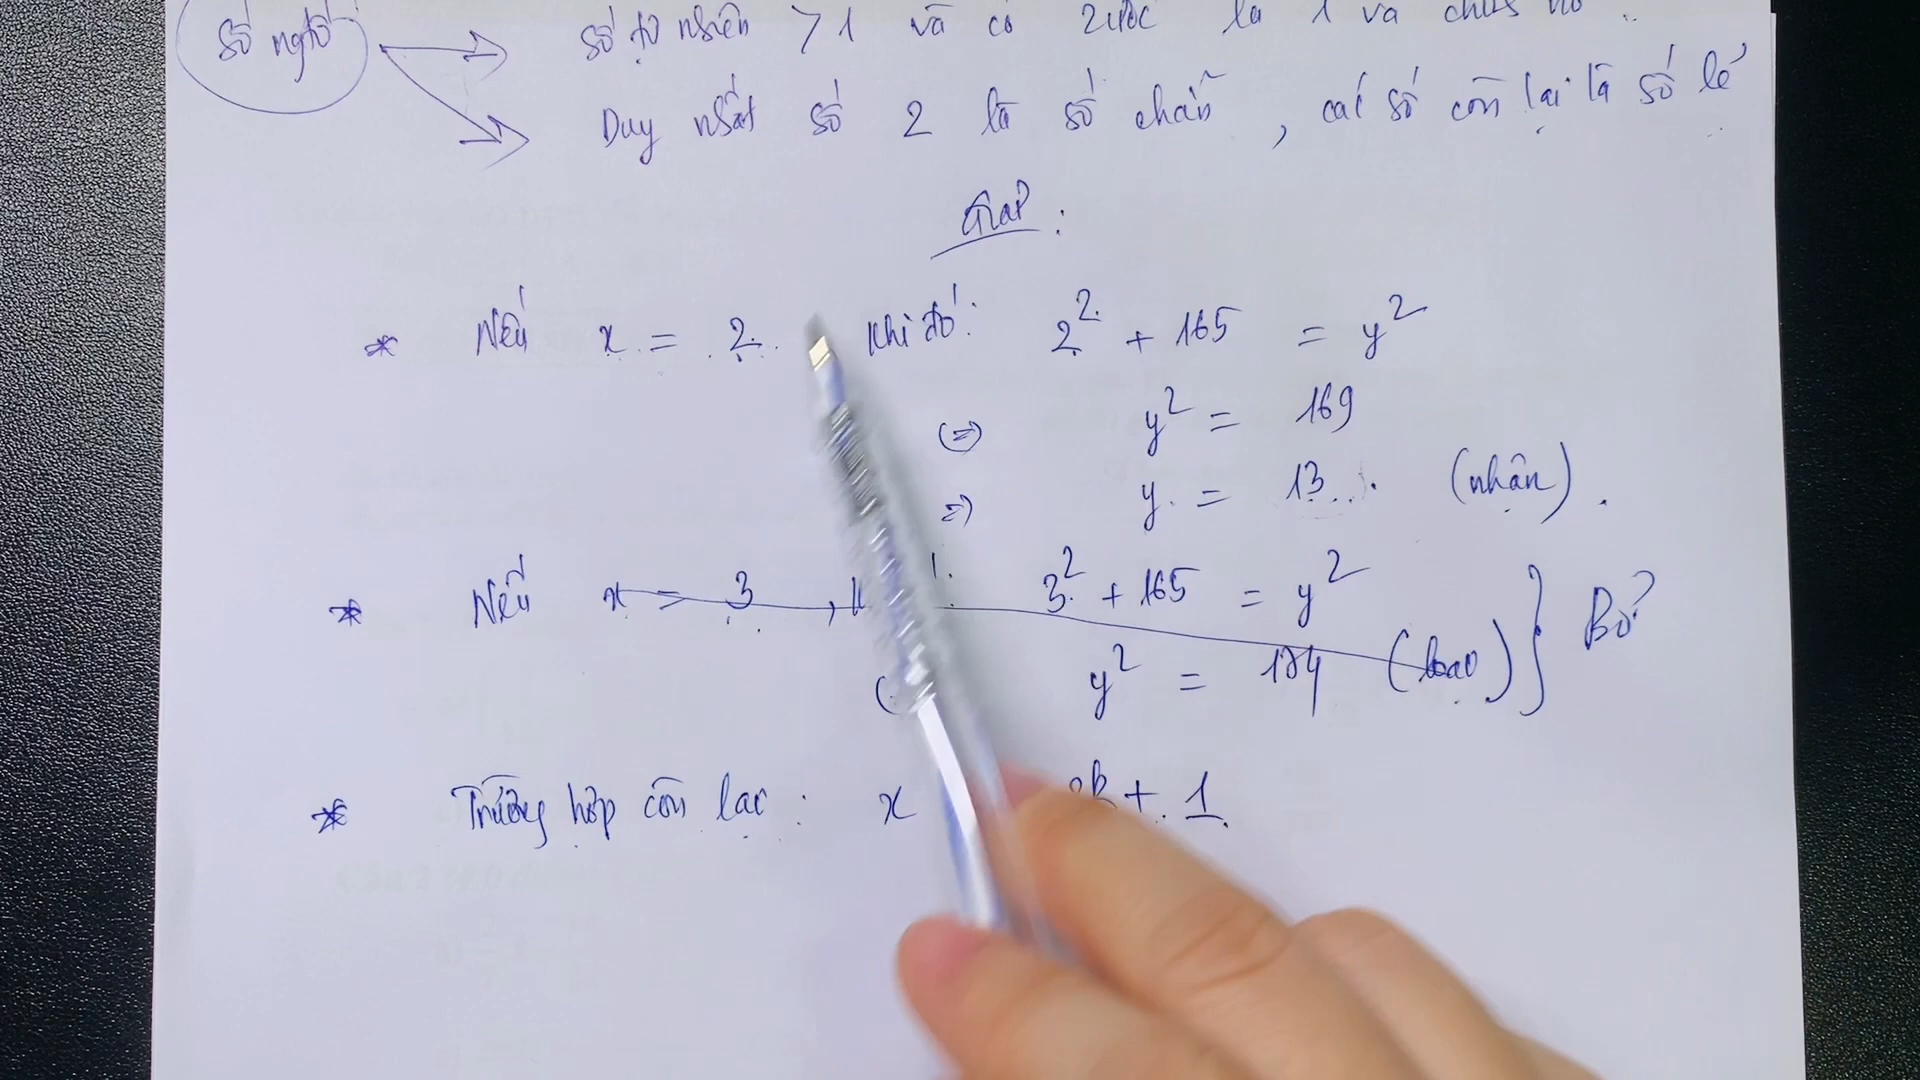 Số ngtố → số tự nhiên > 1 và có 2 ước là 1 và chính nó
Duy nhất số 2 là số chẵn, các số còn lại là số lẻ
Giải:
* Nếu x = 2 Khi đó: 2² + 165 = y²
(=) y² = 169
=) y = 13 (nhận).
* Nếu x = 3, 3² + 165 = y²
y² = 174 (loại) } Bỏ
* Trường hợp còn lại: x 2k + 1